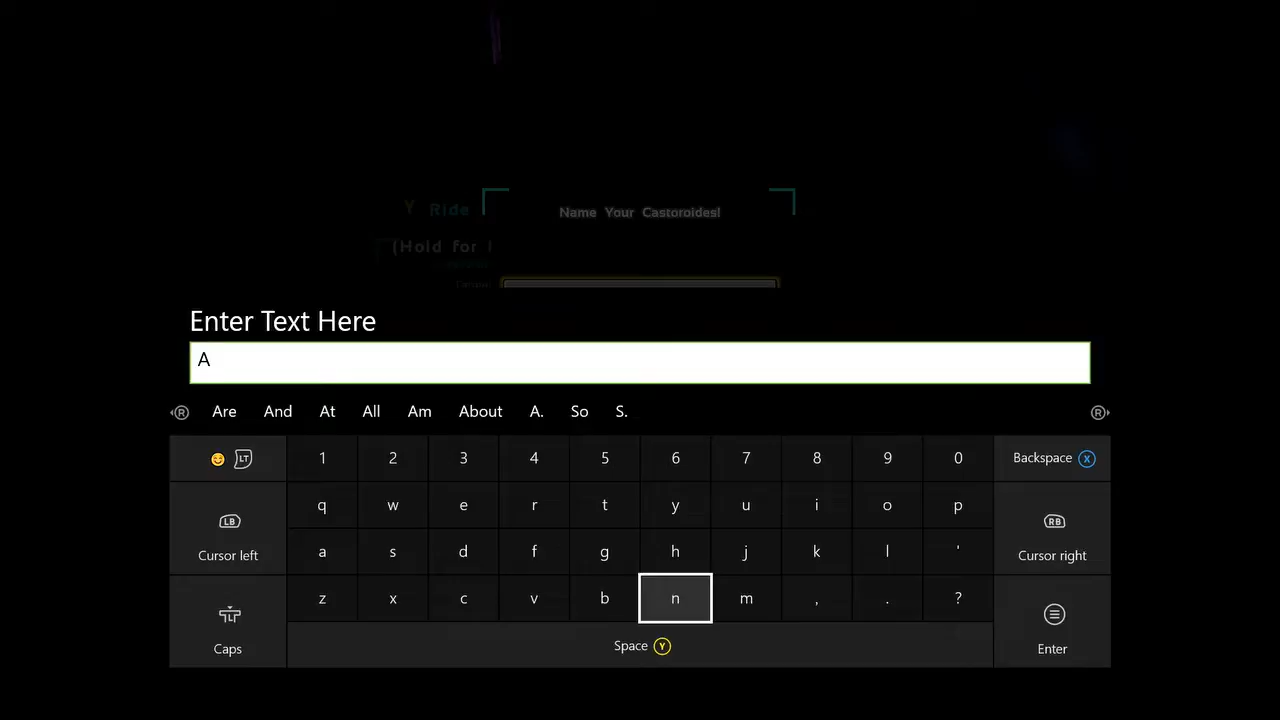 Y Ride
Name Your Castoroides!
(Hold for
Enter Text Here
A
R Are And At All Am About A. So S. R
LT 1 2 3 4 5 6 7 8 9 0 Backspace X
q w e r t y u i o p
LB RB
a s d f g h j k l '
Cursor left Cursor right
z x c v b n m , . ?
Caps Space Y Enter